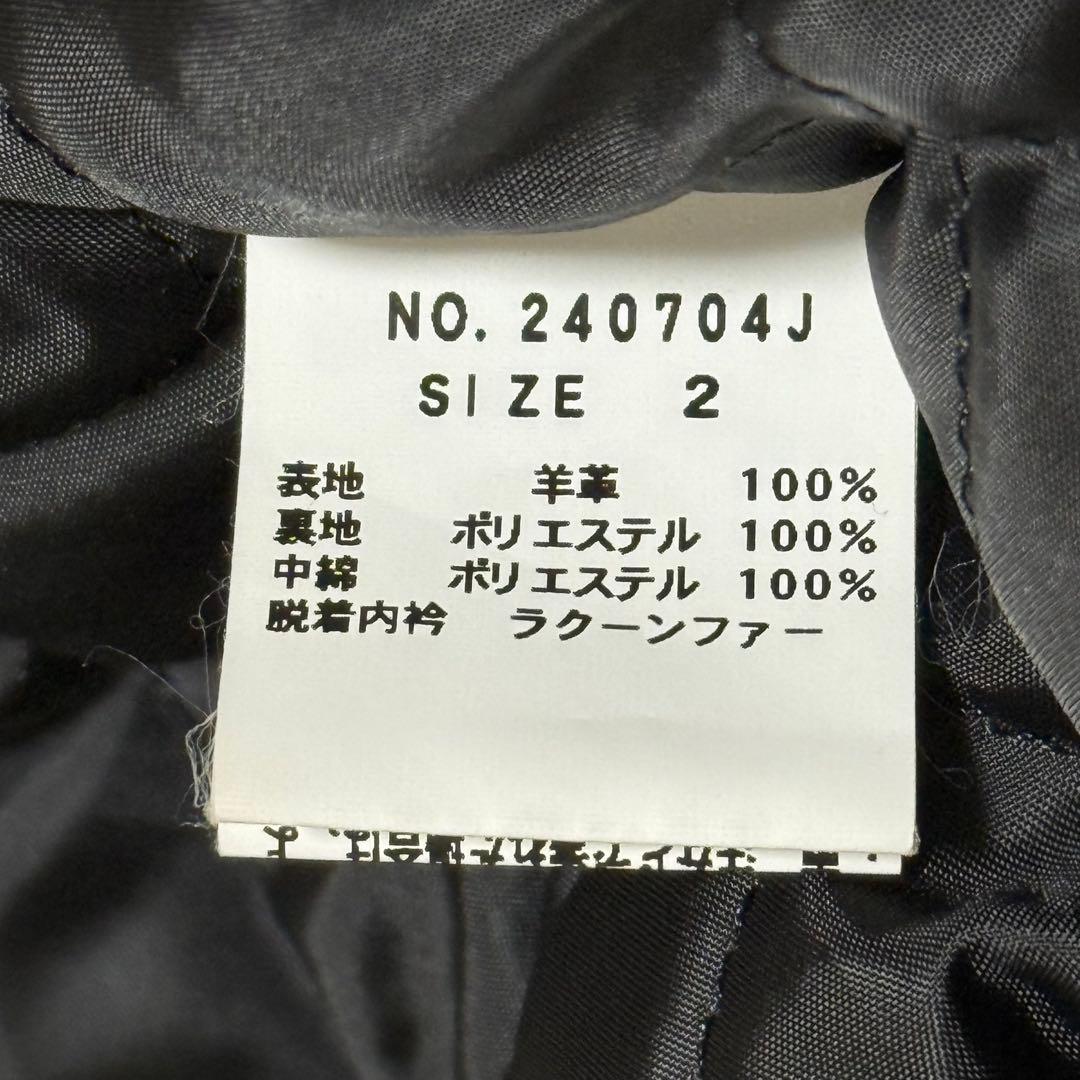 NO. 240704J
SIZE 2
表地 羊革 100%
裏地 ポリエステル 100%
中綿 ポリエステル 100%
脱着内衿 ラクーンファー